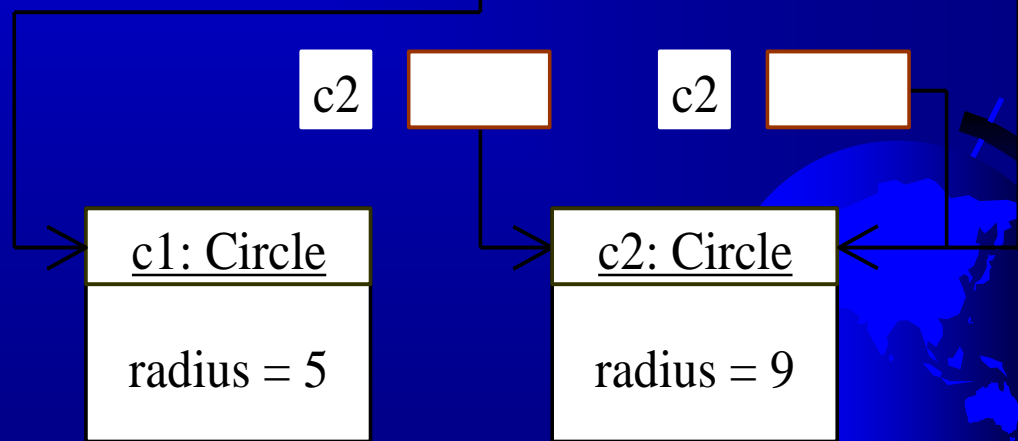 c2 c2
c1: Circle c2: Circle
radius = 5 radius = 9